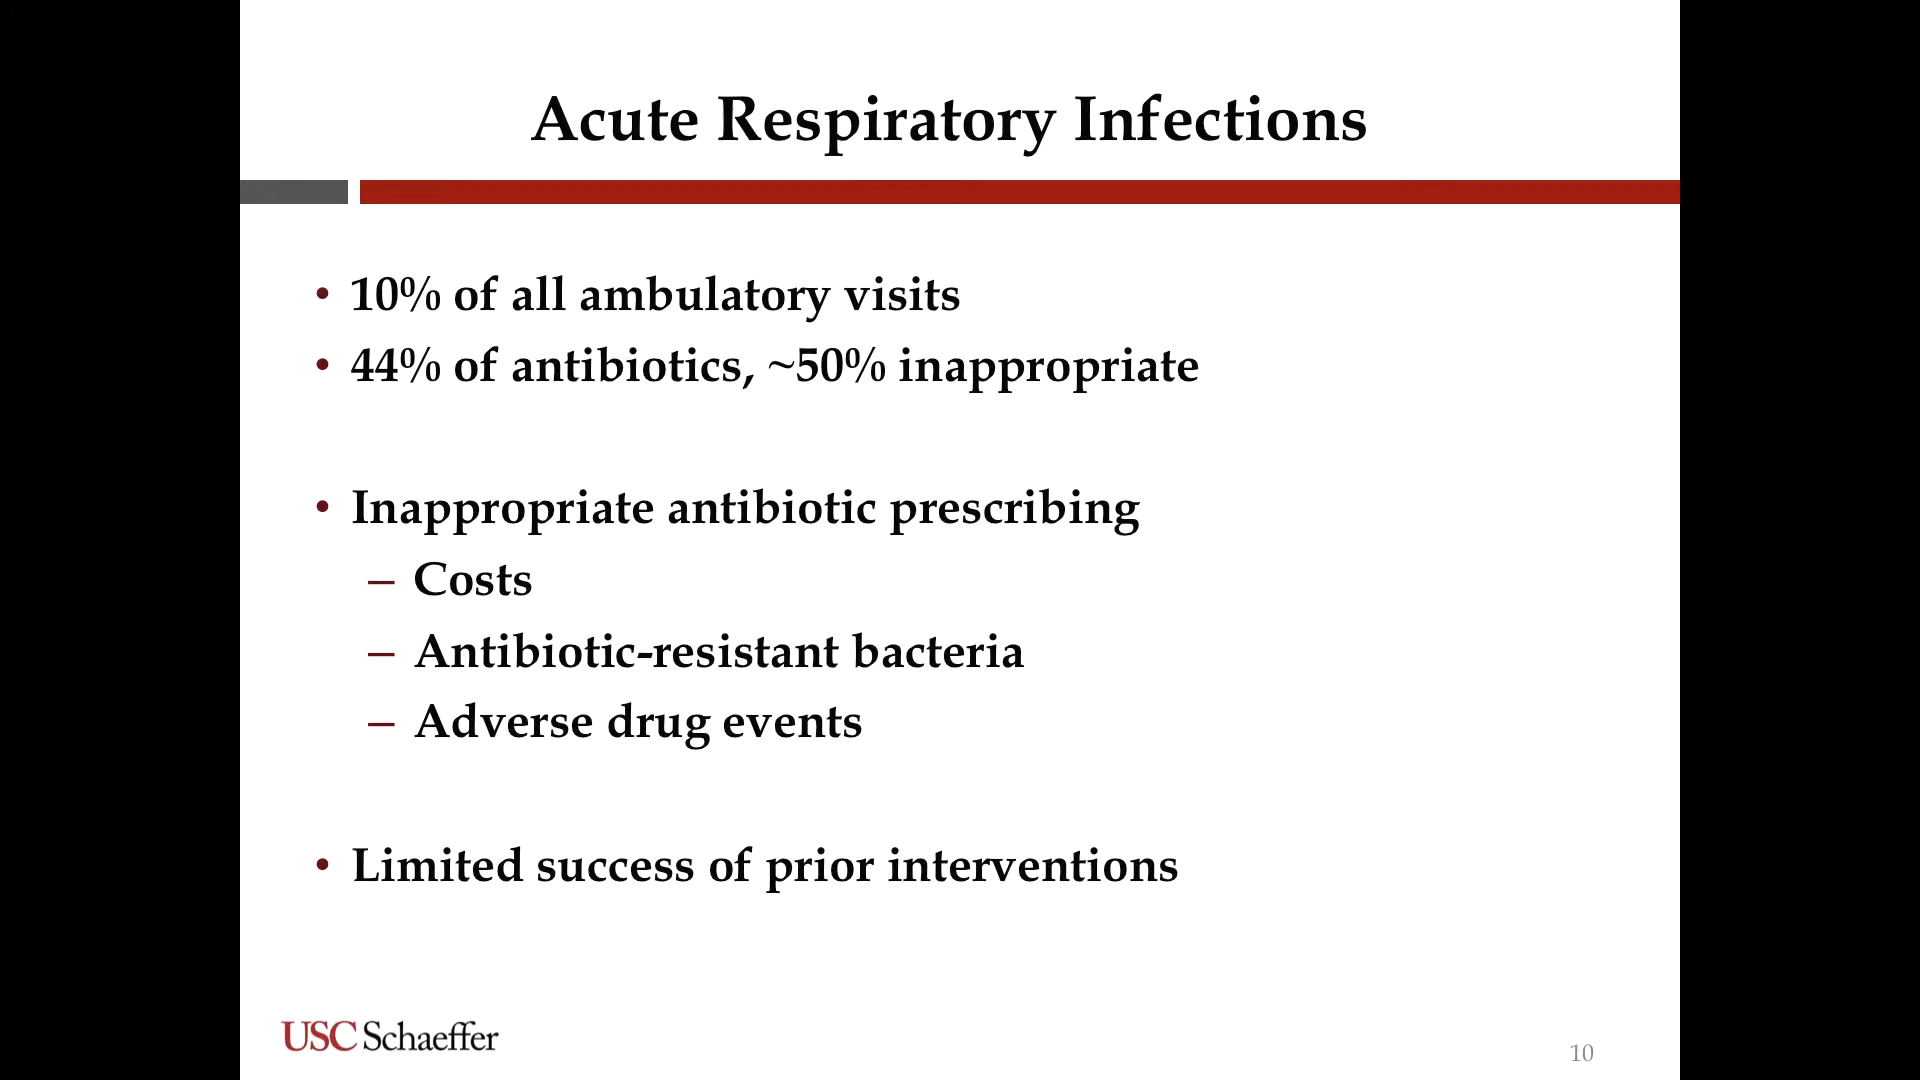 Acute Respiratory Infections
• 10% of all ambulatory visits
• 44% of antibiotics, ~50% inappropriate
• Inappropriate antibiotic prescribing
– Costs
– Antibiotic-resistant bacteria
– Adverse drug events
• Limited success of prior interventions
USC Schaeffer
10